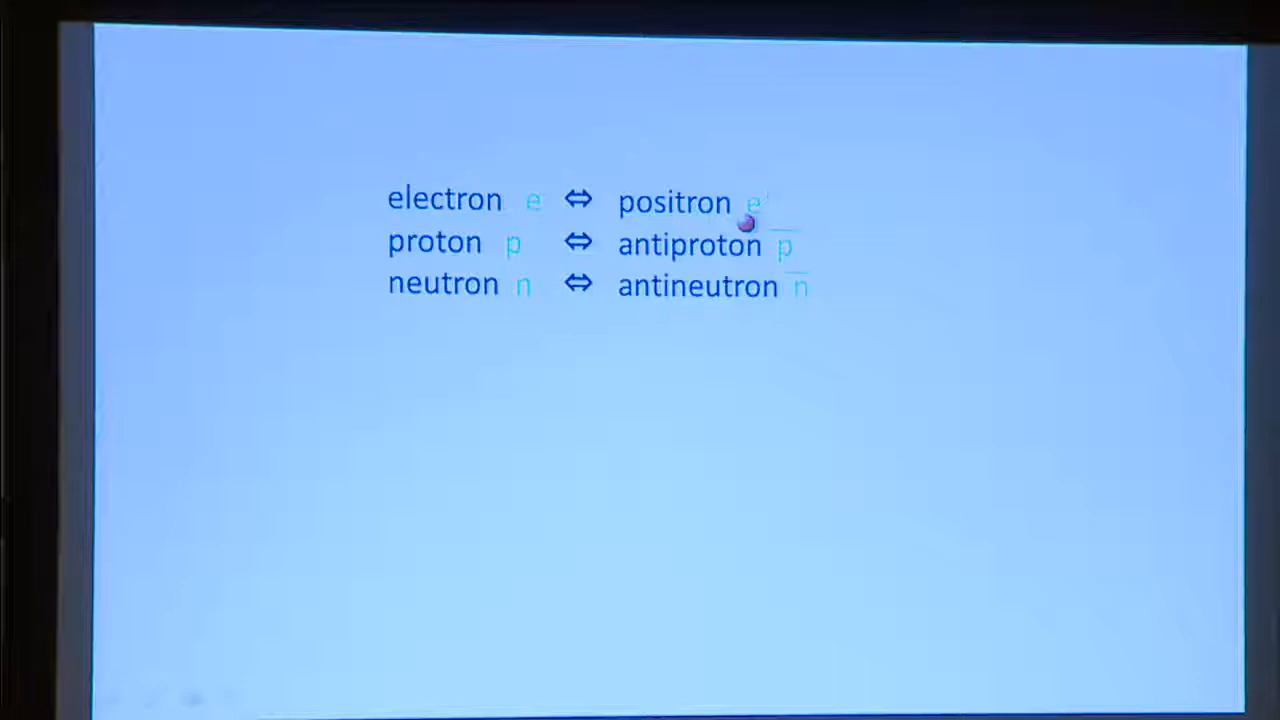 electron e ⇔ positron e⁺
proton p ⇔ antiproton p̅
neutron n ⇔ antineutron n̅